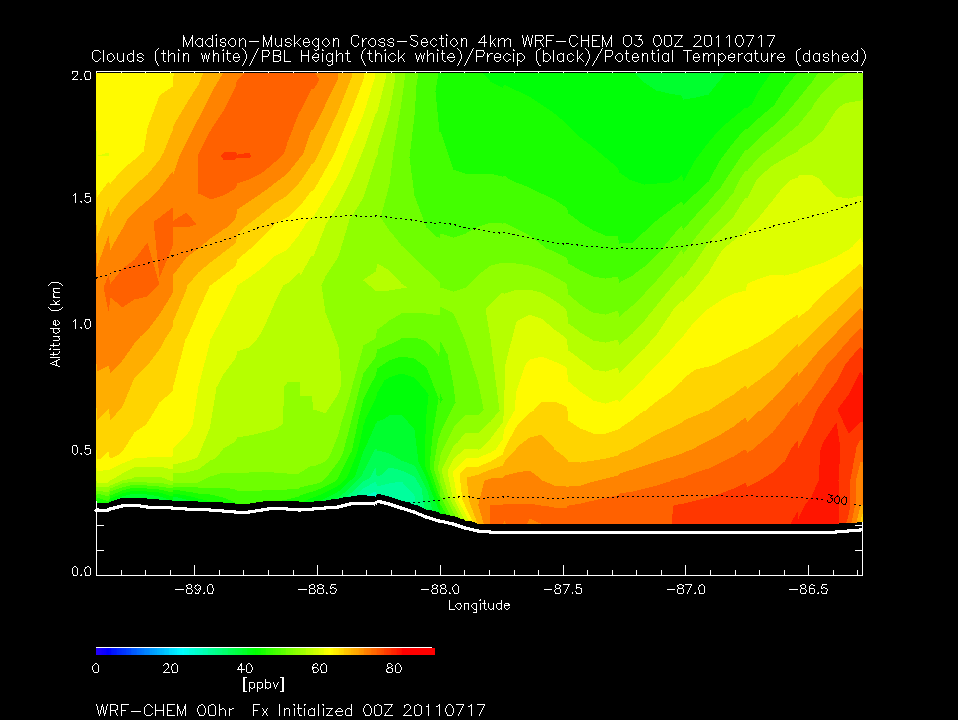 Madison-Muskegon Cross-Section 4km WRF-CHEM O3 00Z 20110717
Clouds (thin white)/PBL Height (thick white)/Precip (black)/Potential Temperature (dashed)
2.0
1.5
1.0
0.5
0.0
Altitude (km)
300
-89.0 -88.5 -88.0 -87.5 -87.0 -86.5
Longitude
0 20 40 60 80
[ppbv]
WRF-CHEM 00hr Fx Initialized 00Z 20110717